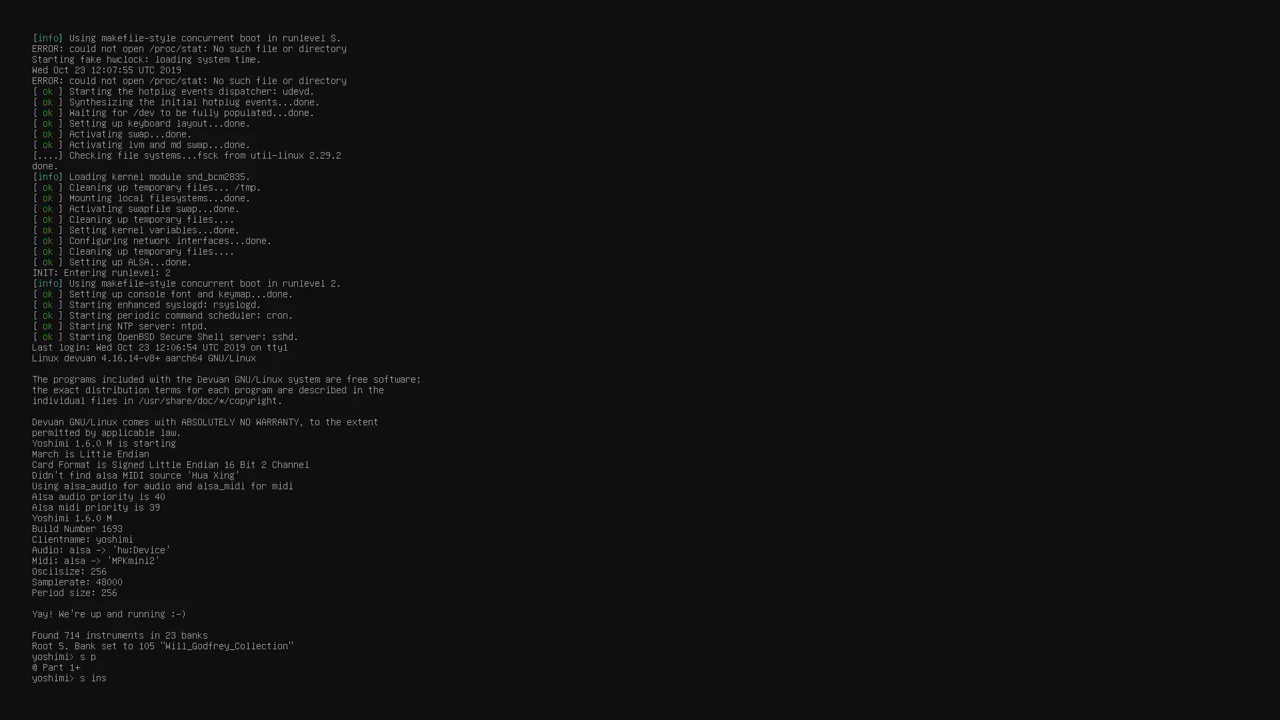 [info] Using makefile-style concurrent boot in runlevel S.
ERROR: could not open /proc/stat: No such file or directory
Starting fake hwclock: loading system time.
Wed Oct 23 12:07:55 UTC 2019
ERROR: could not open /proc/stat: No such file or directory
[ ok ] Starting the hotplug events dispatcher: udevd.
[ ok ] Synthesizing the initial hotplug events...done.
[ ok ] Waiting for /dev to be fully populated...done.
[ ok ] Setting up keyboard layout...done.
[ ok ] Activating swap...done.
[ ok ] Activating lvm and md swap...done.
[....] Checking file systems...fsck from util-linux 2.29.2
done.
[info] Loading kernel module snd_bcm2835.
[ ok ] Cleaning up temporary files... /tmp.
[ ok ] Mounting local filesystems...done.
[ ok ] Activating swapfile swap...done.
[ ok ] Cleaning up temporary files....
[ ok ] Setting kernel variables...done.
[ ok ] Configuring network interfaces...done.
[ ok ] Cleaning up temporary files....
[ ok ] Setting up ALSA...done.
INIT: Entering runlevel: 2
[info] Using makefile-style concurrent boot in runlevel 2.
[ ok ] Setting up console font and keymap...done.
[ ok ] Starting enhanced syslogd: rsyslogd.
[ ok ] Starting periodic command scheduler: cron.
[ ok ] Starting NTP server: ntpd.
[ ok ] Starting OpenBSD Secure Shell server: sshd.
Last login: Wed Oct 23 12:06:54 UTC 2019 on tty1
Linux devuan 4.16.14-v8+ aarch64 GNU/Linux

The programs included with the Devuan GNU/Linux system are free software;
the exact distribution terms for each program are described in the
individual files in /usr/share/doc/*/copyright.

Devuan GNU/Linux comes with ABSOLUTELY NO WARRANTY, to the extent
permitted by applicable law.
Yoshimi 1.6.0 M is starting
March is Little Endian
Card Format is Signed Little Endian 16 Bit 2 Channel
Didn't find alsa MIDI source 'Hua Xing'
Using alsa_audio for audio and alsa_midi for midi
Alsa audio priority is 40
Alsa midi priority is 39
Yoshimi 1.6.0 M
Build Number 1693
Clientname: yoshimi
Audio: alsa -> 'hw:Device'
Midi: alsa -> 'MPKmini2'
Oscilsize: 256
Samplerate: 48000
Period size: 256

Yay! We're up and running :-)

Found 714 instruments in 23 banks
Root 5. Bank set to 105 "Will_Godfrey_Collection"
yoshimi> s p
@ Part 1+
yoshimi> s ins